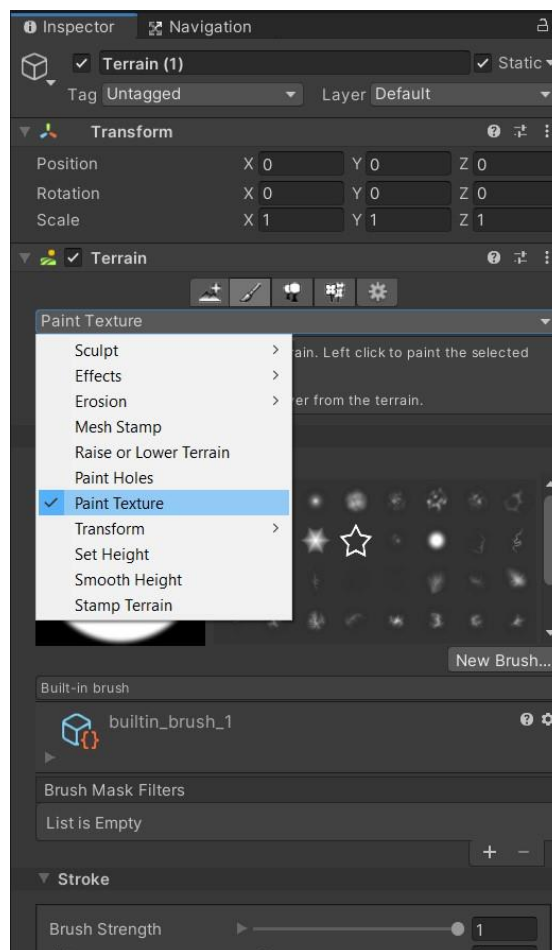 Inspector Navigation
Terrain (1) Static
Tag Untagged Layer Default
Transform
Position X 0 Y 0 Z 0
Rotation X 0 Y 0 Z 0
Scale X 1 Y 1 Z 1
Terrain
Paint Texture
Sculpt
ain. Left click to paint the selected
Effects
Erosion
er from the terrain.
Mesh Stamp
Raise or Lower Terrain
Paint Holes
Paint Texture
Transform
Set Height
Smooth Height
Stamp Terrain
New Brush...
Built-in brush
builtin_brush_1
Brush Mask Filters
List is Empty
Stroke
Brush Strength 1